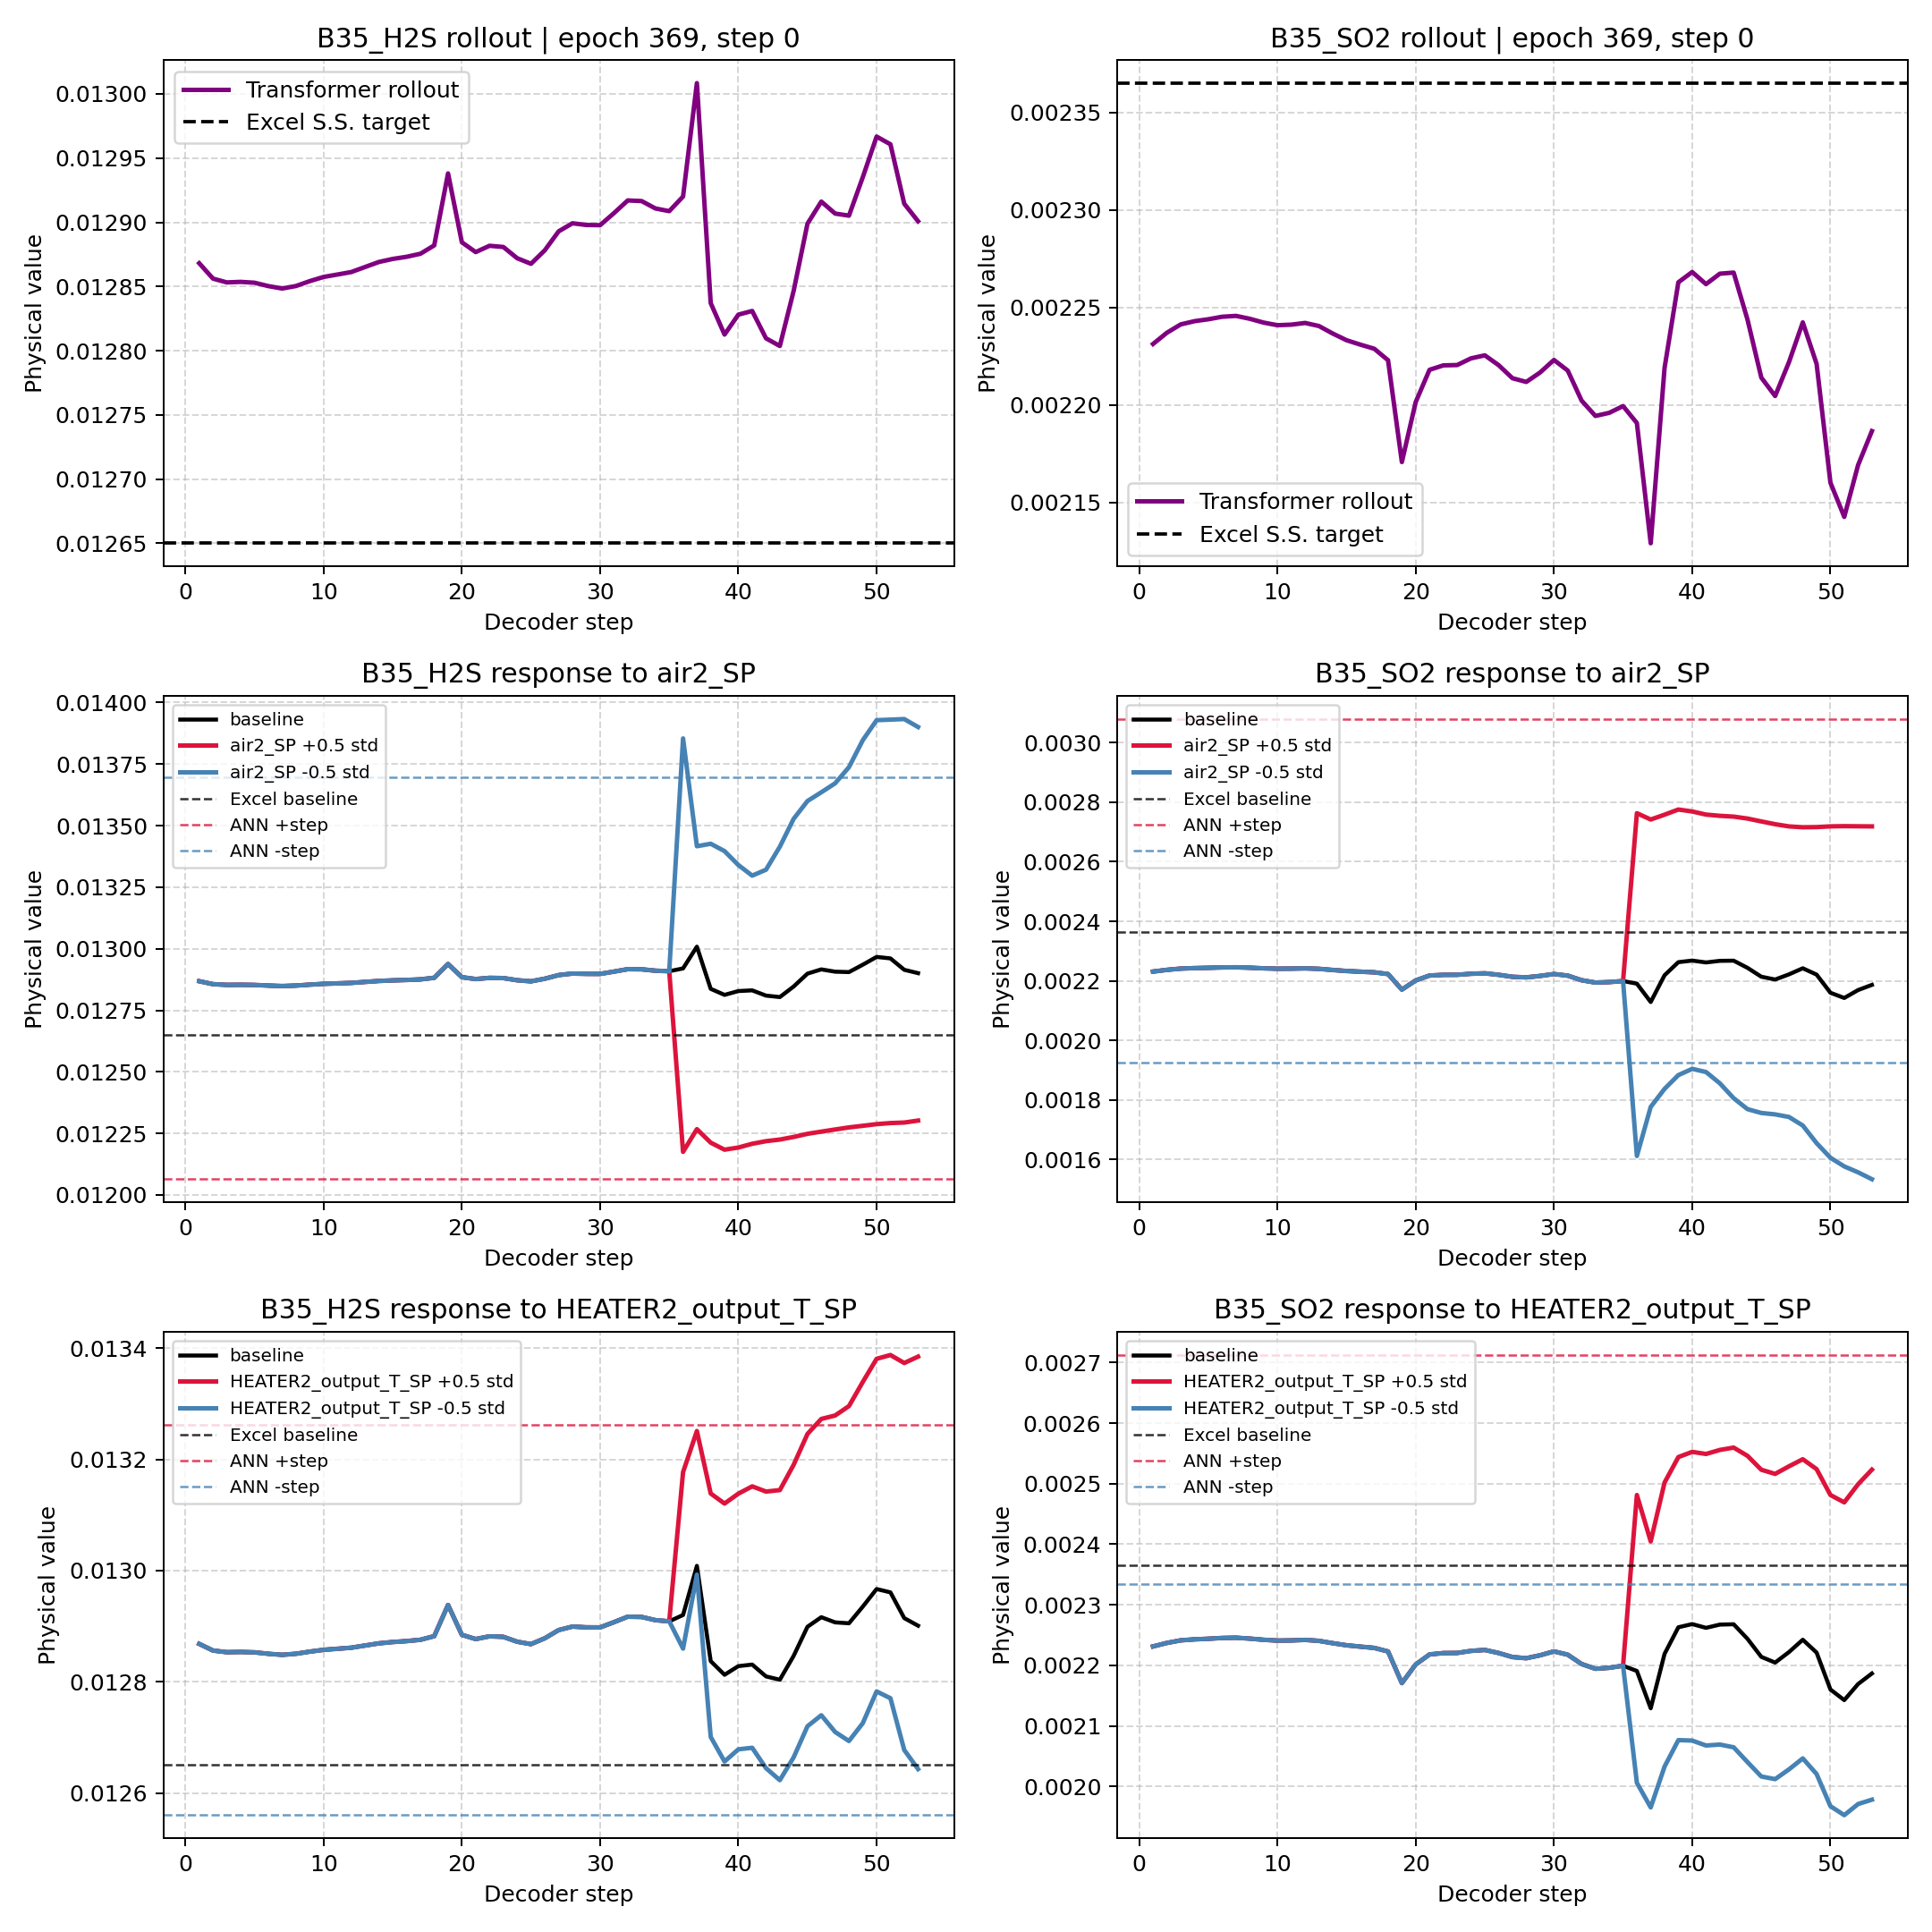 B35_H2S rollout | epoch 369, step 0
Transformer rollout
Excel S.S. target
Physical value
0.01300
0.01295
0.01290
0.01285
0.01280
0.01275
0.01270
0.01265
0 10 20 30 40 50
Decoder step
B35_SO2 rollout | epoch 369, step 0
Physical value
0.00235
0.00230
0.00225
0.00220
0.00215
Transformer rollout
Excel S.S. target
0 10 20 30 40 50
Decoder step
B35_H2S response to air2_SP
baseline
air2_SP +0.5 std
air2_SP -0.5 std
Excel baseline
ANN +step
ANN -step
Physical value
0.01400
0.01375
0.01350
0.01325
0.01300
0.01275
0.01250
0.01225
0.01200
0 10 20 30 40 50
Decoder step
B35_SO2 response to air2_SP
baseline
air2_SP +0.5 std
air2_SP -0.5 std
Excel baseline
ANN +step
ANN -step
Physical value
0.0030
0.0028
0.0026
0.0024
0.0022
0.0020
0.0018
0.0016
0 10 20 30 40 50
Decoder step
B35_H2S response to HEATER2_output_T_SP
baseline
HEATER2_output_T_SP +0.5 std
HEATER2_output_T_SP -0.5 std
Excel baseline
ANN +step
ANN -step
Physical value
0.0134
0.0132
0.0130
0.0128
0.0126
0 10 20 30 40 50
Decoder step
B35_SO2 response to HEATER2_output_T_SP
baseline
HEATER2_output_T_SP +0.5 std
HEATER2_output_T_SP -0.5 std
Excel baseline
ANN +step
ANN -step
Physical value
0.0027
0.0026
0.0025
0.0024
0.0023
0.0022
0.0021
0.0020
0 10 20 30 40 50
Decoder step